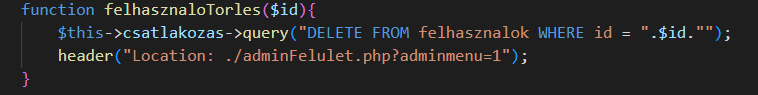 function felhasznaloTorles($id){
$this->csatlakozas->query("DELETE FROM felhasznalok WHERE id = ".$id."");
header("Location: ./adminFelulet.php?adminmenu=1");
}